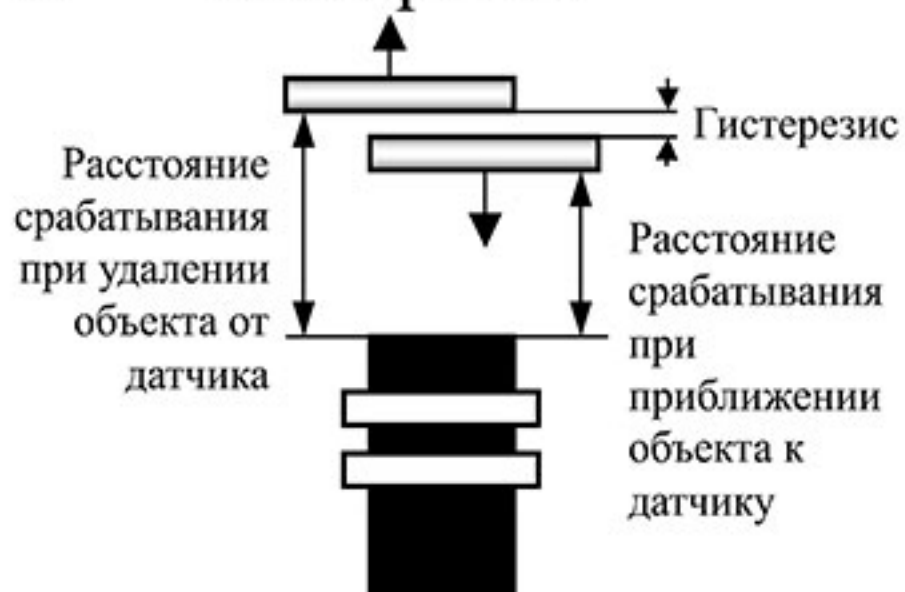 Гистерезис
Расстояние
срабатывания
при удалении
объекта от
датчика
Расстояние
срабатывания
при
приближении
объекта к
датчику